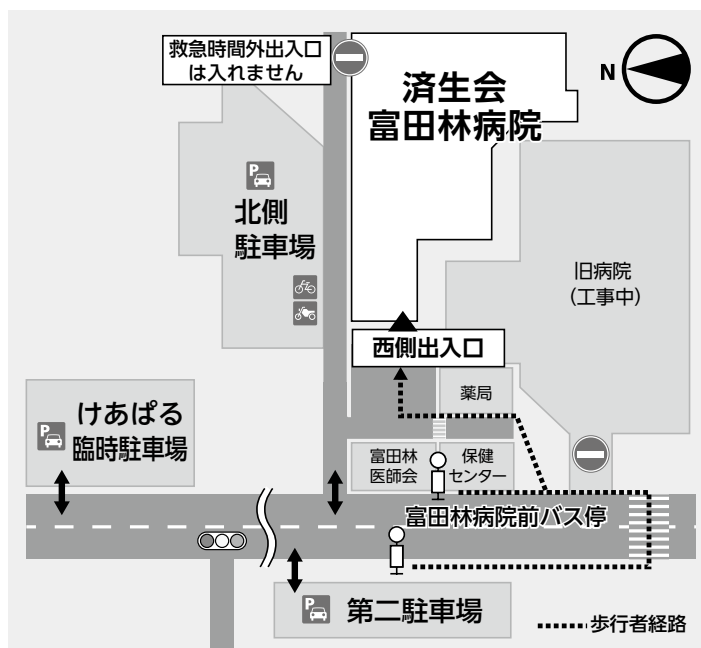 救急時間外出入口
は入れません
済生会
富田林病院
N
P
北側
駐車場
旧病院
（工事中）
西側出入口
薬局
P
けあぱる
臨時駐車場
富田林
医師会
保健
センター
富田林病院前バス停
P
第二駐車場
歩行者経路